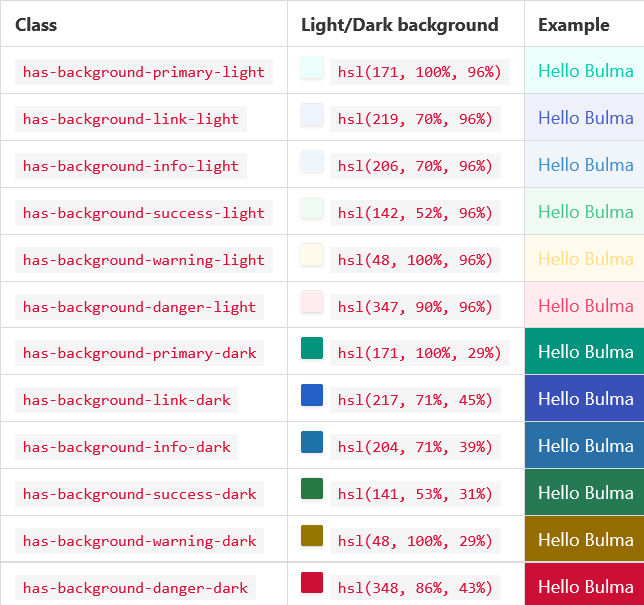 Class Light/Dark background Example
has-background-primary-light hsl(171, 100%, 96%) Hello Bulma
has-background-link-light hsl(219, 70%, 96%) Hello Bulma
has-background-info-light hsl(206, 70%, 96%) Hello Bulma
has-background-success-light hsl(142, 52%, 96%) Hello Bulma
has-background-warning-light hsl(48, 100%, 96%) Hello Bulma
has-background-danger-light hsl(347, 90%, 96%) Hello Bulma
has-background-primary-dark hsl(171, 100%, 29%) Hello Bulma
has-background-link-dark hsl(217, 71%, 45%) Hello Bulma
has-background-info-dark hsl(204, 71%, 39%) Hello Bulma
has-background-success-dark hsl(141, 53%, 31%) Hello Bulma
has-background-warning-dark hsl(48, 100%, 29%) Hello Bulma
has-background-danger-dark hsl(348, 86%, 43%) Hello Bulma